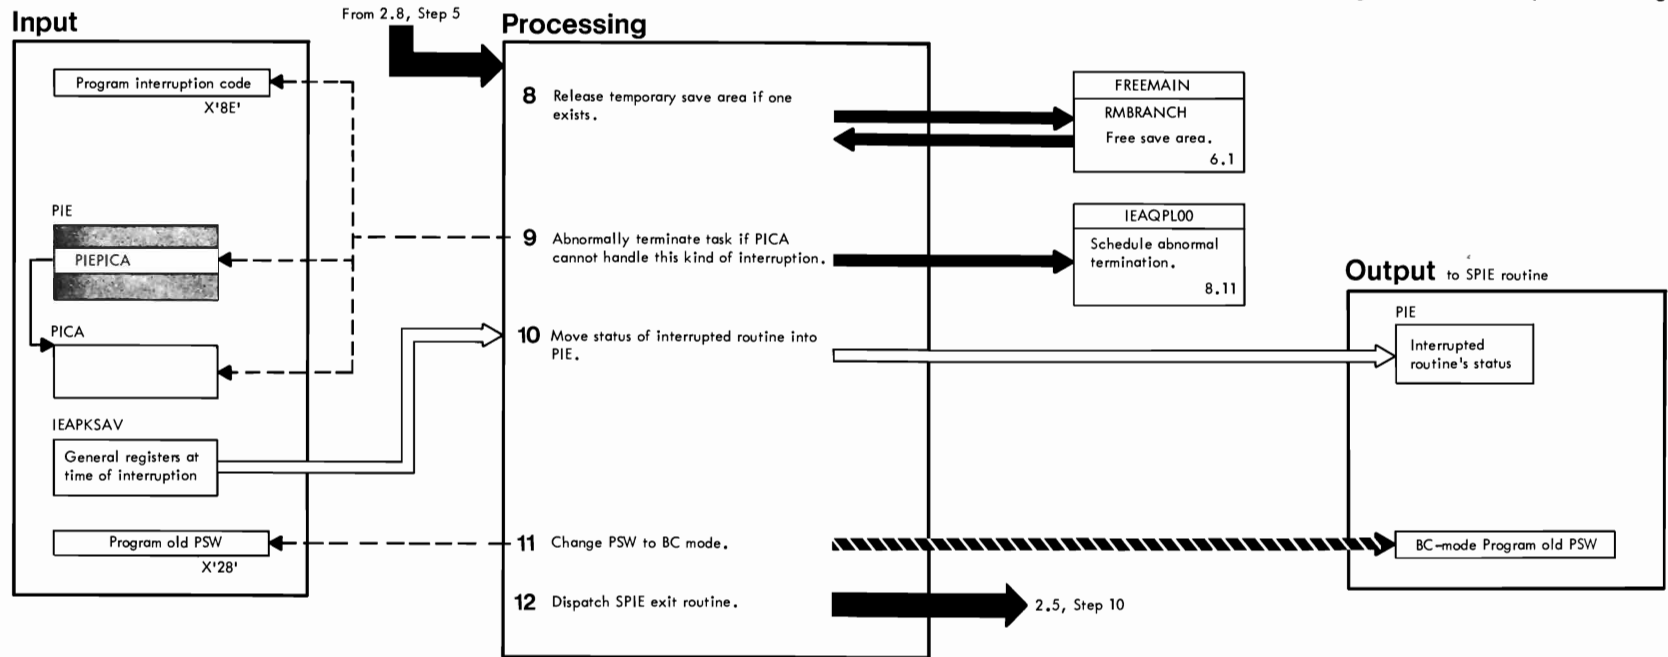 Input
Program interruption code
X'8E'
PIE
PIEPICA
PICA
IEAPKSAV
General registers at
time of interruption
Program old PSW
X'28'
From 2.8, Step 5
Processing
8 Release temporary save area if one
exists.
9 Abnormally terminate task if PICA
cannot handle this kind of interruption.
10 Move status of interrupted routine into
PIE.
11 Change PSW to BC mode.
12 Dispatch SPIE exit routine.
FREEMAIN
RMBRANCH
Free save area.
6.1
IEAQPL00
Schedule abnormal
termination.
8.11
2.5, Step 10
Output to SPIE routine
PIE
Interrupted
routine's status
BC-mode Program old PSW